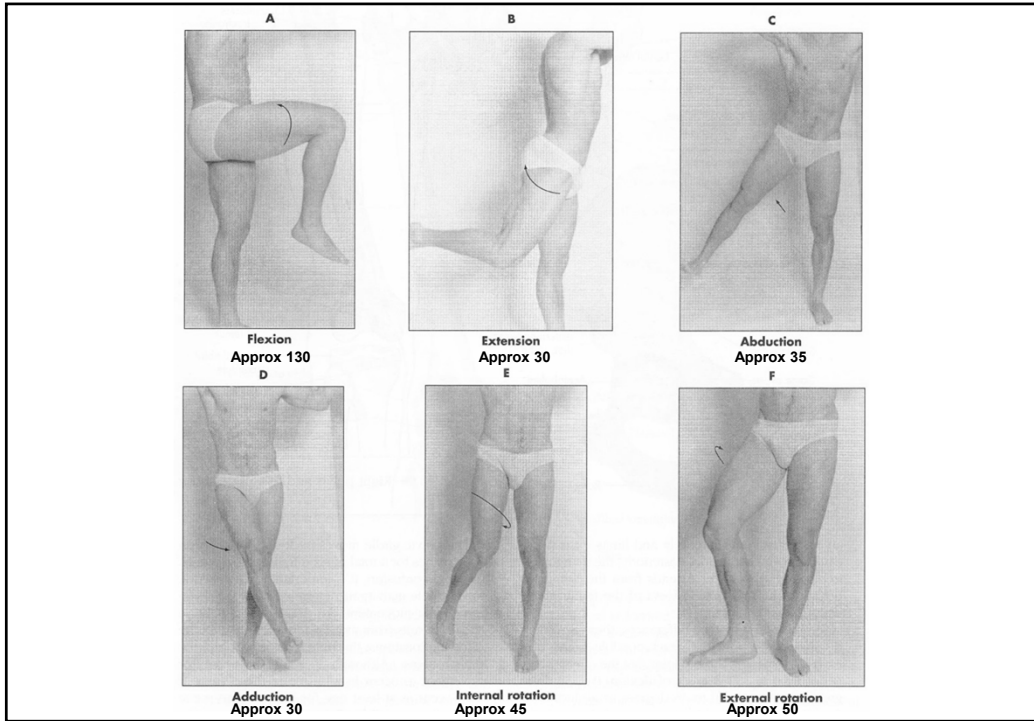 A
B
C
Flexion
Approx 130
Extension
Approx 30
Abduction
Approx 35
D
E
F
Adduction
Approx 30
Internal rotation
Approx 45
External rotation
Approx 50